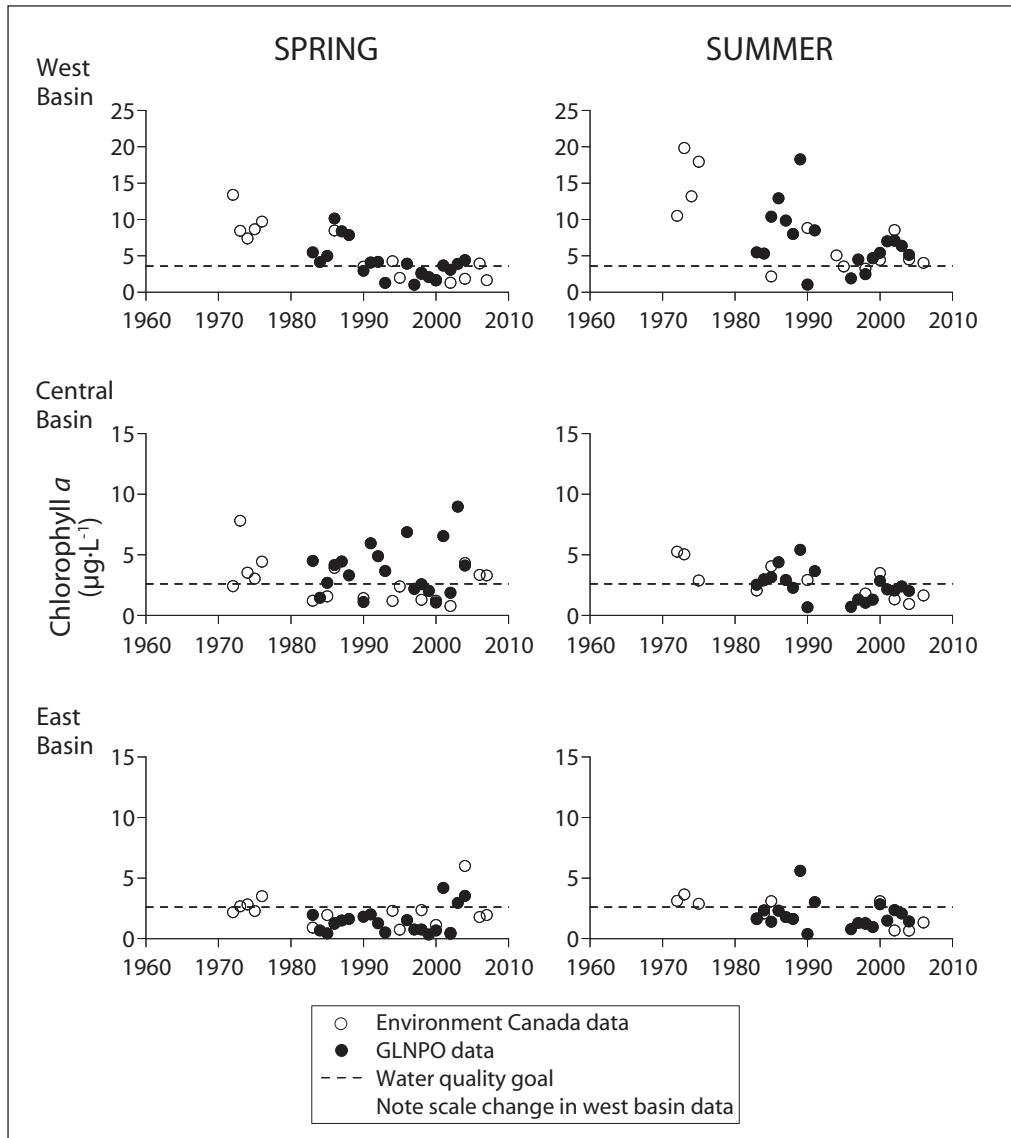 SPRING
SUMMER
West
Basin
25
20
15
10
5
0
1960 1970 1980 1990 2000 2010
25
20
15
10
5
0
1960 1970 1980 1990 2000 2010
Central
Basin
Chlorophyll a
(µg·L-1)
15
10
5
0
1960 1970 1980 1990 2000 2010
15
10
5
0
1960 1970 1980 1990 2000 2010
East
Basin
15
10
5
0
1960 1970 1980 1990 2000 2010
15
10
5
0
1960 1970 1980 1990 2000 2010
Environment Canada data
GLNPO data
Water quality goal
Note scale change in west basin data